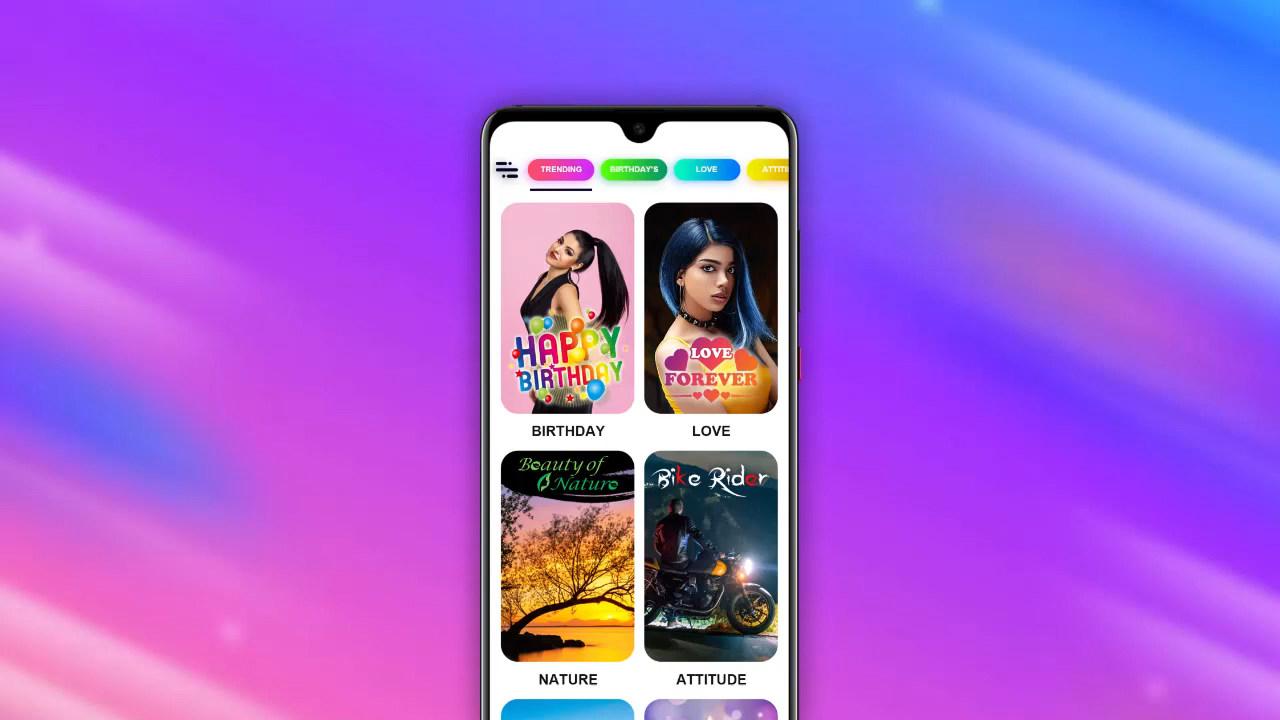 TRENDING
BIRTHDAY'S
LOVE
HAPPY
BIRTHDAY
LOVE
FOREVER
BIRTHDAY
LOVE
Beauty of
Nature
Bike Rider
NATURE
ATTITUDE